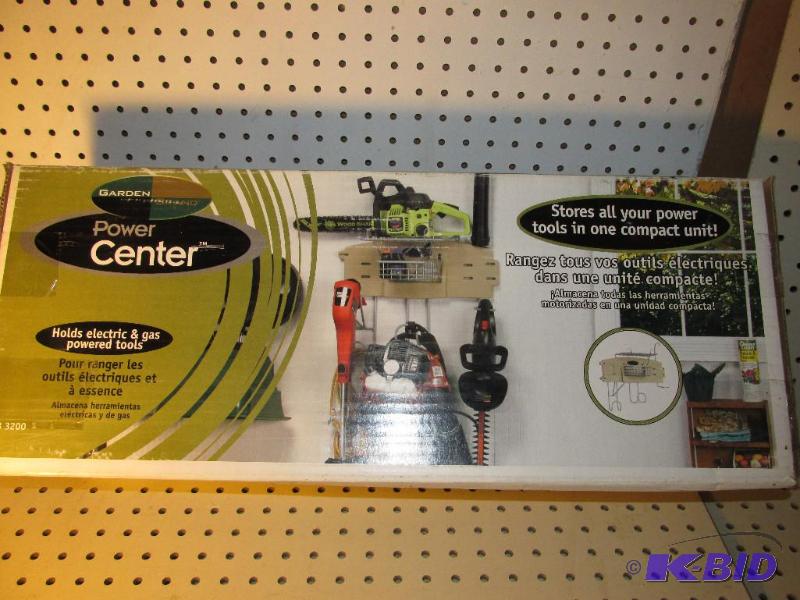 GARDEN
Power
Center™
Holds electric & gas
powered tools
Pour ranger les
outils électriques et
à essence
Almacena herramientas
eléctricas y de gas
3200
WOOD SHARK
Stores all your power
tools in one compact unit!
Rangez tous vos outils électriques
dans une unité compacte!
¡Almacena todas las herramientas
motorizadas en una unidad compacta!
© K-BID